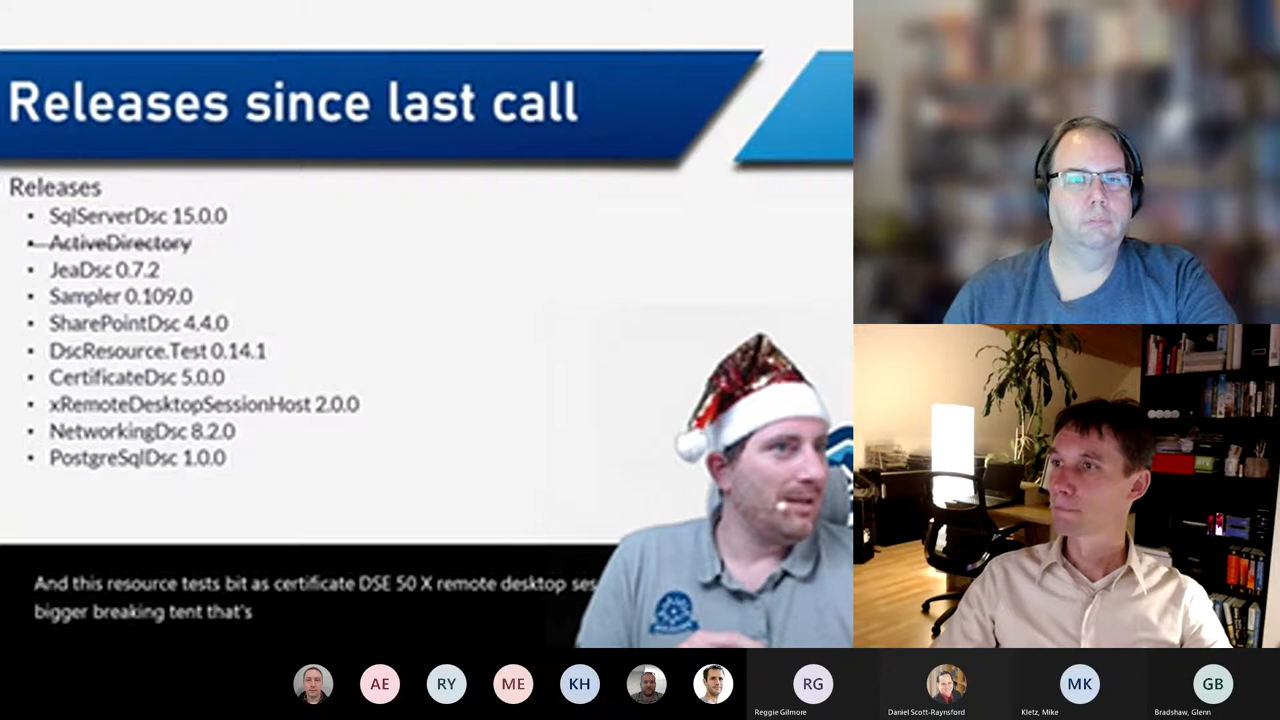 Releases since last call
Releases
• SqlServerDsc 15.0.0
• ActiveDirectory
• JeaDsc 0.7.2
• Sampler 0.109.0
• SharePointDsc 4.4.0
• DscResource.Test 0.14.1
• CertificateDsc 5.0.0
• xRemoteDesktopSessionHost 2.0.0
• NetworkingDsc 8.2.0
• PostgreSqlDsc 1.0.0
And this resource tests bit as certificate DSE 50 X remote desktop ses
bigger breaking tent that's
AE
RY
ME
KH
RG
MK
GB
Reggie Gilmore
Daniel Scott-Raynsford
Kletz, Mike
Bradshaw, Glenn